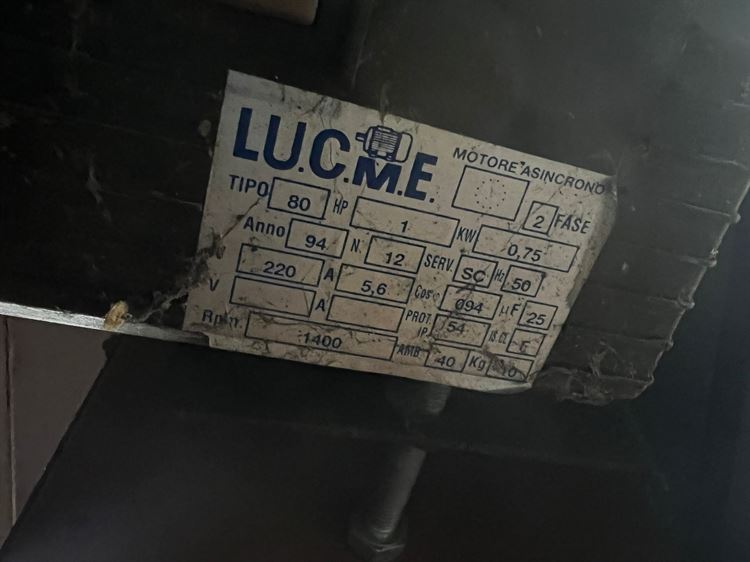 LU.C.M.E.
MOTORE ASINCRONO
TIPO 80 HP 1 KW 0,75 2 FASE
Anno 94 N. 12 SERV. SC Hz 50
V 220 A 5,6 Cosφ 094 µF 25
A PROT. IP 54 IS. CL. F
Rpm 1400 AMB 40 Kg 10